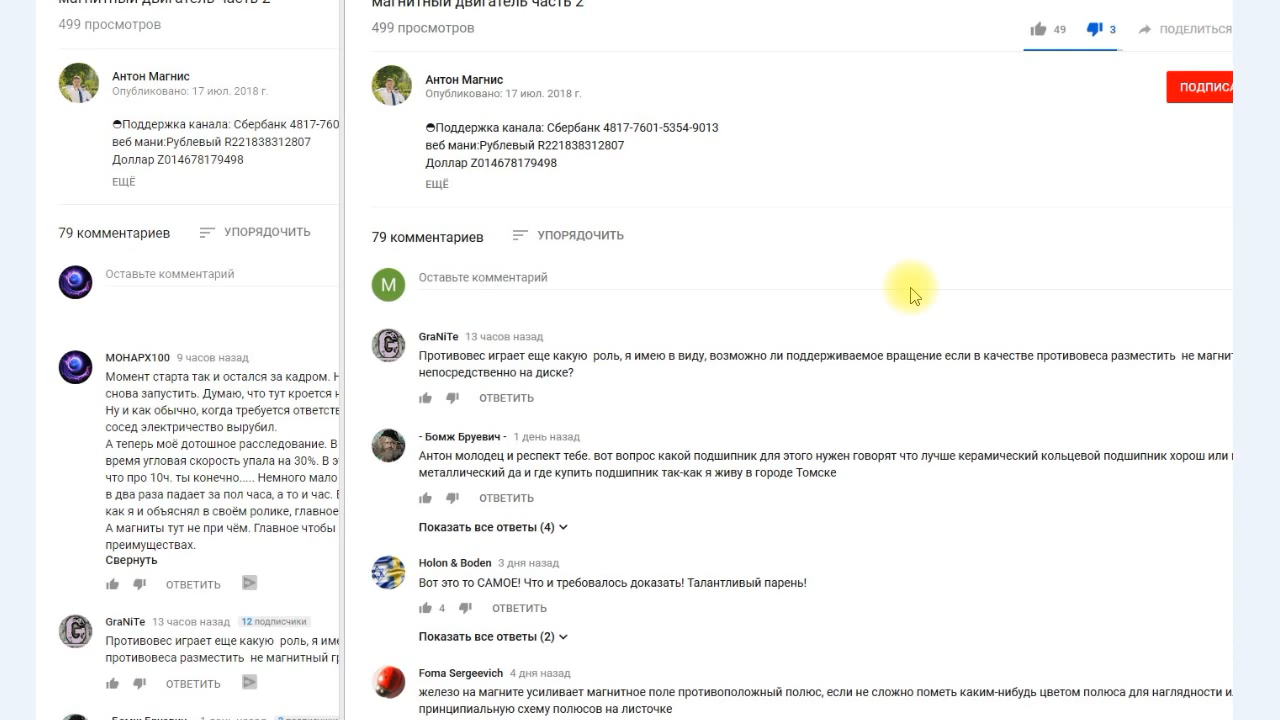 магнитный двигатель часть 2
499 просмотров
Антон Магнис
Опубликовано: 17 июл. 2018 г.
◓Поддержка канала: Сбербанк 4817-760
веб мани:Рублевый R221838312807
Доллар Z014678179498
ЕЩЁ
79 комментариев
УПОРЯДОЧИТЬ
Оставьте комментарий
МОНАРХ100 9 часов назад
Момент старта так и остался за кадром.
снова запустить. Думаю, что тут кроется
Ну и как обычно, когда требуется ответств
сосед электричество вырубил.
А теперь моё дотошное расследование. В
время угловая скорость упала на 30%. В
что про 10ч. ты конечно..... Немного мало
в два раза падает за пол часа, а то и час.
как я и объяснял в своём ролике, главное
А магниты тут не при чём. Главное чтобы
преимуществах.
Свернуть
ОТВЕТИТЬ
GraNiTe 13 часов назад 12 подписчики
Противовес играет еще какую роль, я име
противовеса разместить не магнитный г
ОТВЕТИТЬ
магнитный двигатель часть 2
499 просмотров
49 3 ПОДЕЛИТЬСЯ
Антон Магнис
Опубликовано: 17 июл. 2018 г.
ПОДПИСА
◓Поддержка канала: Сбербанк 4817-7601-5354-9013
веб мани:Рублевый R221838312807
Доллар Z014678179498
ЕЩЁ
79 комментариев
УПОРЯДОЧИТЬ
M
Оставьте комментарий
GraNiTe 13 часов назад
Противовес играет еще какую роль, я имею в виду, возможно ли поддерживаемое вращение если в качестве противовеса разместить не магнит
непосредственно на диске?
ОТВЕТИТЬ
- Бомж Бруевич - 1 день назад
Антон молодец и респект тебе. вот вопрос какой подшипник для этого нужен говорят что лучше керамический кольцевой подшипник хорош или
металлический да и где купить подшипник так-как я живу в городе Томске
ОТВЕТИТЬ
Показать все ответы (4)
Holon & Boden 3 дня назад
Вот это то САМОЕ! Что и требовалось доказать! Талантливый парень!
4 ОТВЕТИТЬ
Показать все ответы (2)
Foma Sergeevich 4 дня назад
железо на магните усиливает магнитное поле противоположный полюс, если не сложно пометь каким-нибудь цветом полюса для наглядности
принципиальную схему полюсов на листочке